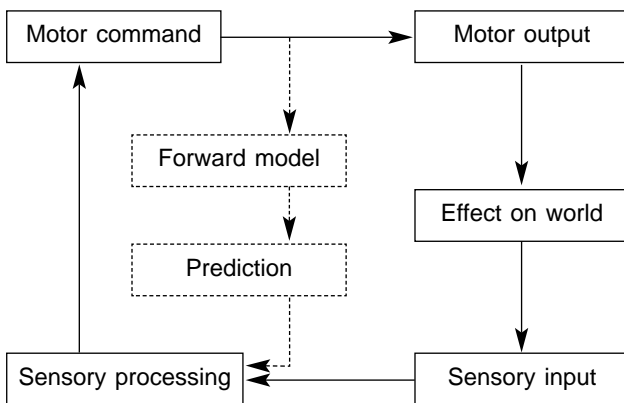 Motor command
Motor output
Forward model
Effect on world
Prediction
Sensory processing
Sensory input